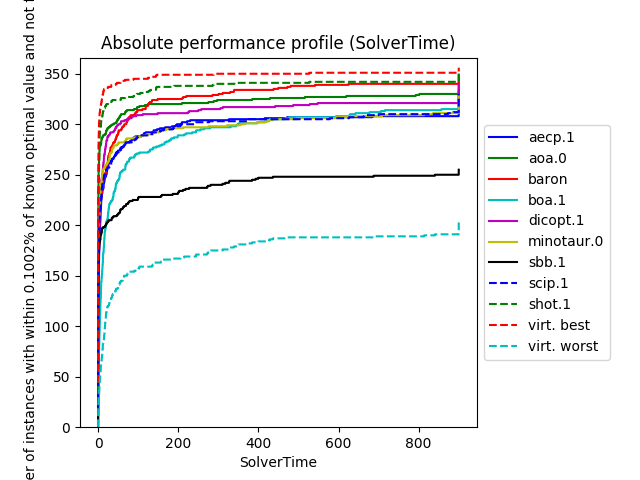 Absolute performance profile (SolverTime)
er of instances with within 0.1002% of known optimal value and not
350
300
250
200
150
100
50
0
0 200 400 600 800
SolverTime
aecp.1
aoa.0
baron
boa.1
dicopt.1
minotaur.0
sbb.1
scip.1
shot.1
virt. best
virt. worst